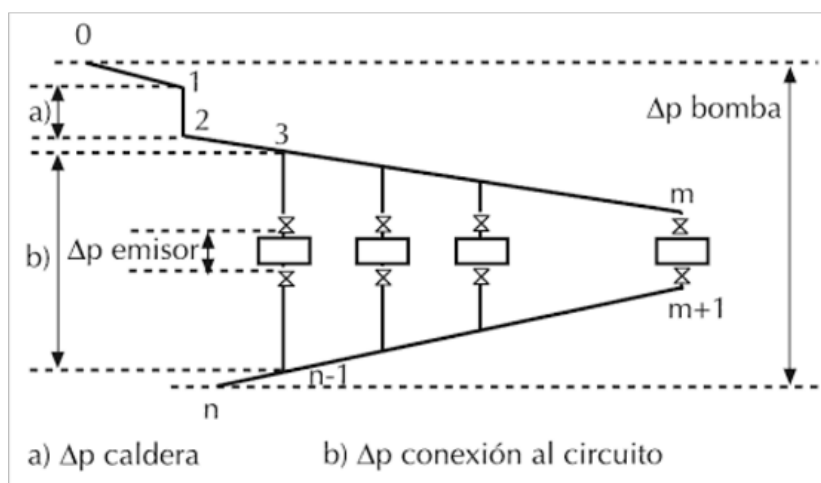 0
1
a)
2
3
Δp bomba
m
b) Δp emisor
m+1
n-1
n
a) Δp caldera b) Δp conexión al circuito